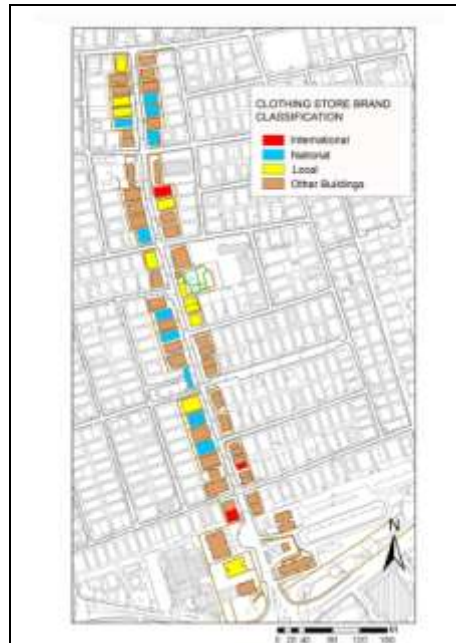 CLOTHING STORE BRAND
CLASSIFICATION
International
National
Local
Other Buildings
N